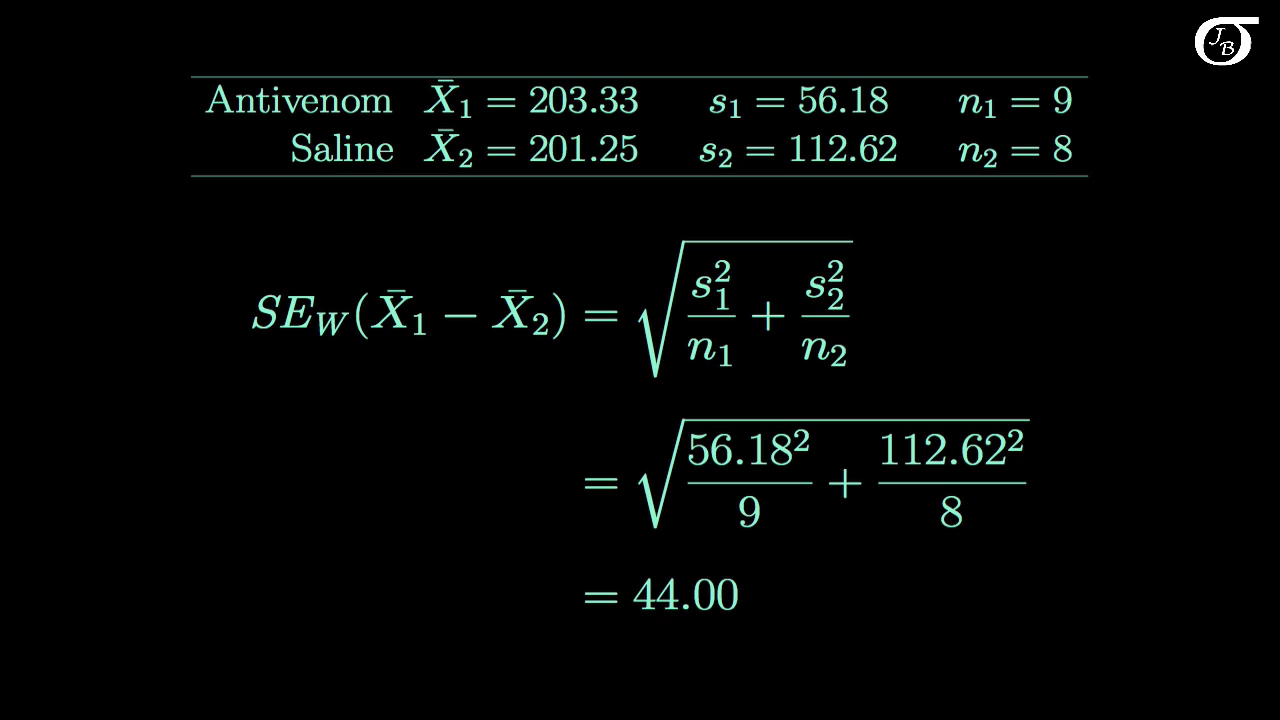 JB
Antivenom X̄₁ = 203.33 s₁ = 56.18 n₁ = 9
Saline X̄₂ = 201.25 s₂ = 112.62 n₂ = 8
SE_W(X̄₁ − X̄₂) = √(s₁²/n₁ + s₂²/n₂)
= √(56.18²/9 + 112.62²/8)
= 44.00